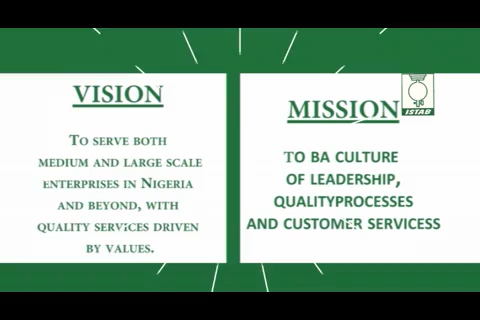 VISION
TO SERVE BOTH
MEDIUM AND LARGE SCALE
ENTERPRISES IN NIGERIA
AND BEYOND, WITH
QUALITY SERVICES DRIVEN
BY VALUES.
MISSION
ISTAB
TO BA CULTURE
OF LEADERSHIP,
QUALITYPROCESSES
AND CUSTOMER SERVICESS